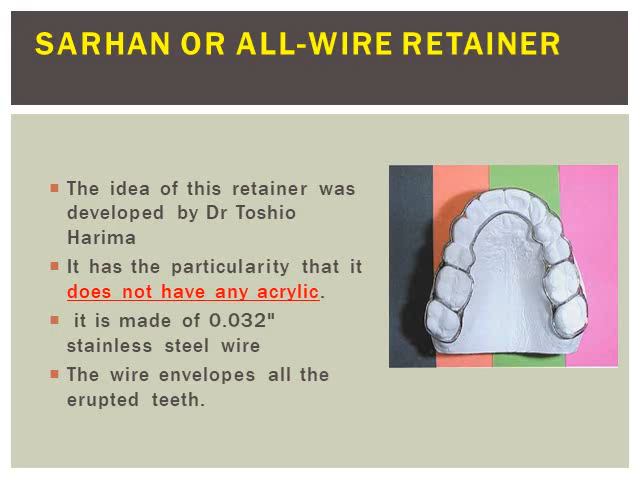 SARHAN OR ALL-WIRE RETAINER
The idea of this retainer was
developed by Dr Toshio
Harima
It has the particularity that it
does not have any acrylic.
it is made of 0.032"
stainless steel wire
The wire envelopes all the
erupted teeth.